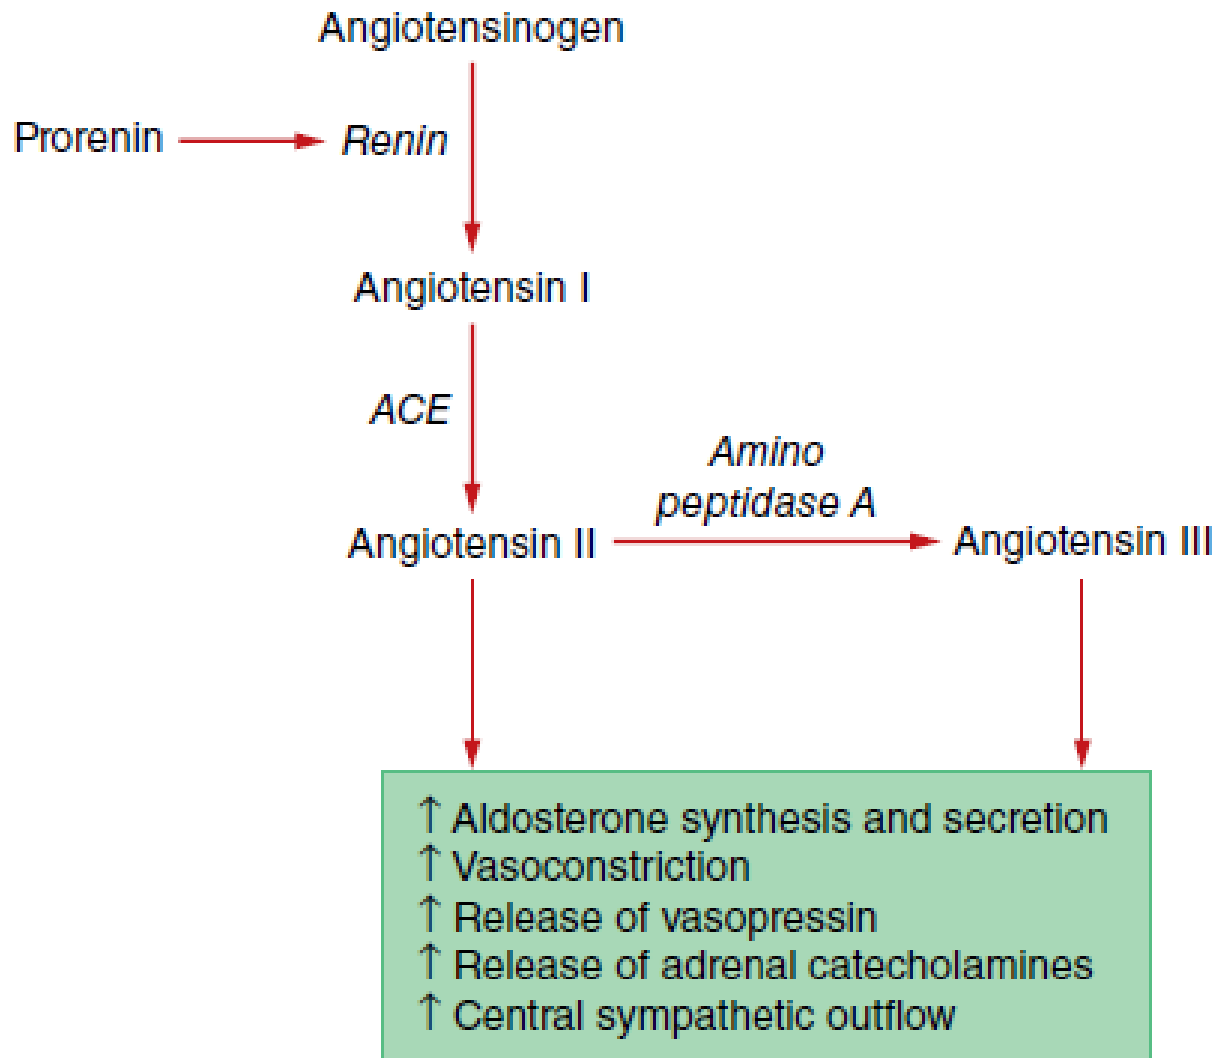 Angiotensinogen
Prorenin
Renin
Angiotensin I
ACE
Amino
peptidase A
Angiotensin II
Angiotensin III
↑ Aldosterone synthesis and secretion
↑ Vasoconstriction
↑ Release of vasopressin
↑ Release of adrenal catecholamines
↑ Central sympathetic outflow